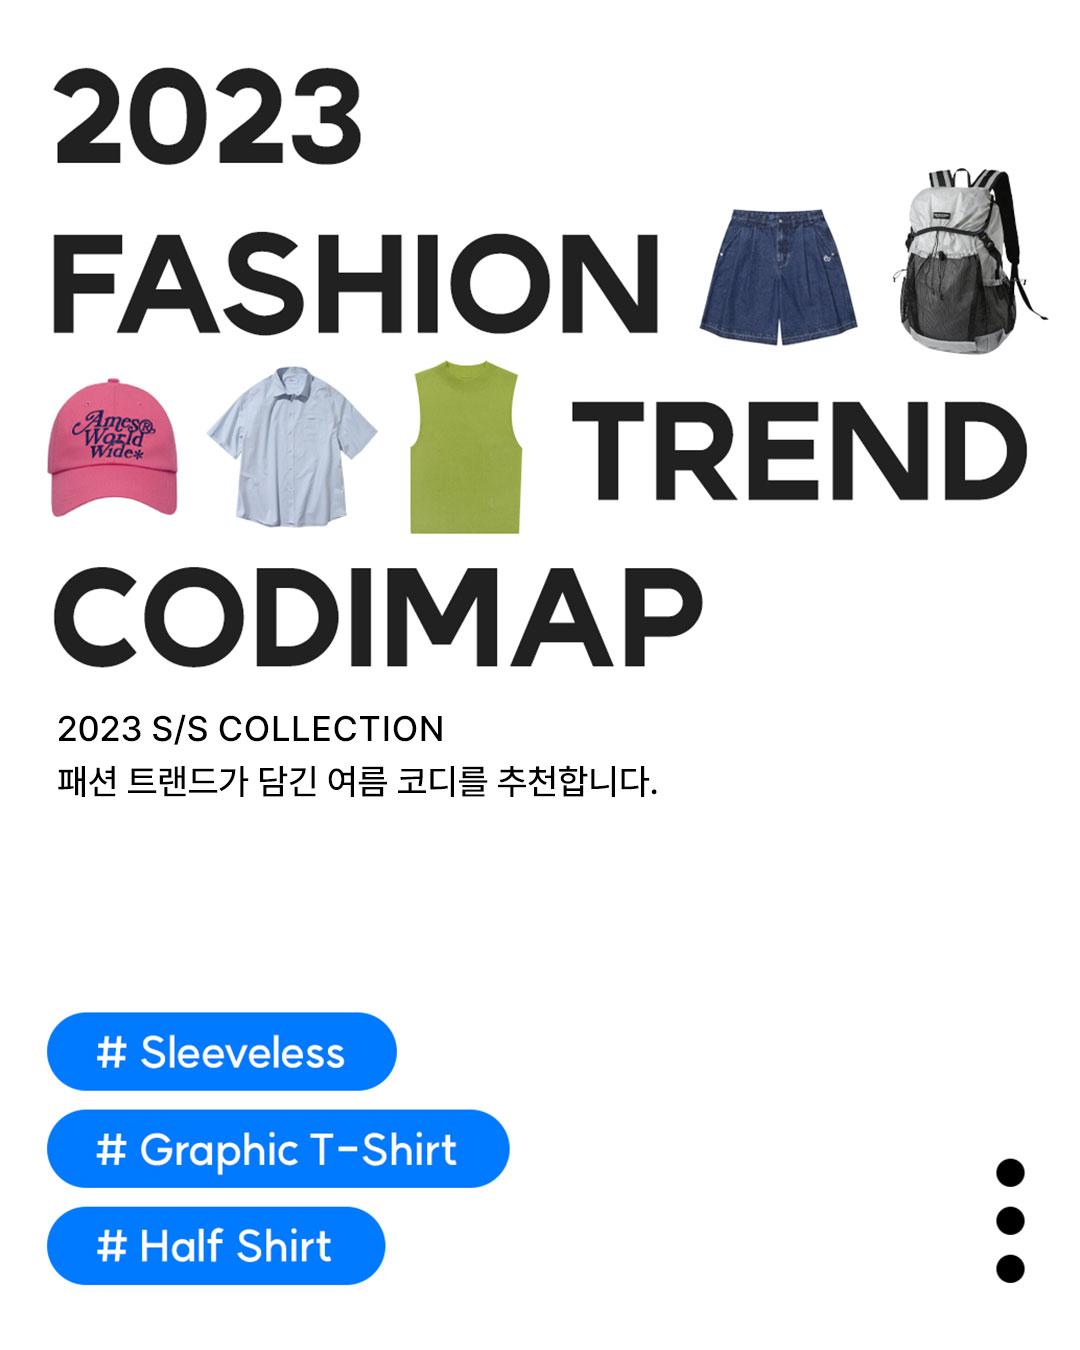 2023
FASHION
Ames®
World
Wide*
TREND
CODIMAP
2023 S/S COLLECTION
패션 트랜드가 담긴 여름 코디를 추천합니다.
# Sleeveless
# Graphic T-Shirt
# Half Shirt